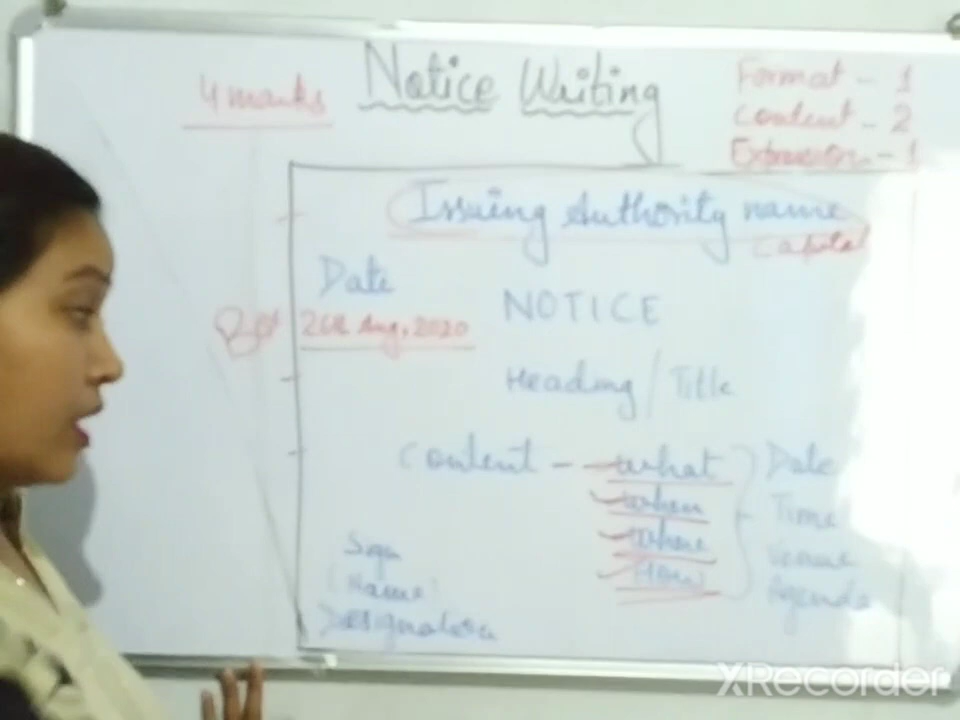 Notice Writing
4 marks
Format - 1
Content - 2
Expression - 1
Issuing Authority name
Capital
Date
NOTICE
Box
26th Aug, 2020
Heading / Title
Content - what
when
where
How
Date
Time
Venue
Agenda
Sign
(Name)
Designation
XRecorder